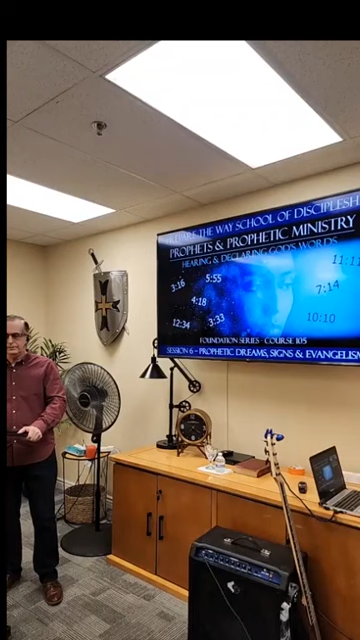 PREPARE THE WAY SCHOOL OF DISCIPLESH
PROPHETS & PROPHETIC MINISTRY
HEARING & DECLARING GOD'S WORDS
3:16
5:55
11:11
4:18
7:14
12:34
3:33
10:10
FOUNDATION SERIES - COURSE 105
SESSION 6 - PROPHETIC DREAMS, SIGNS & EVANGELISM